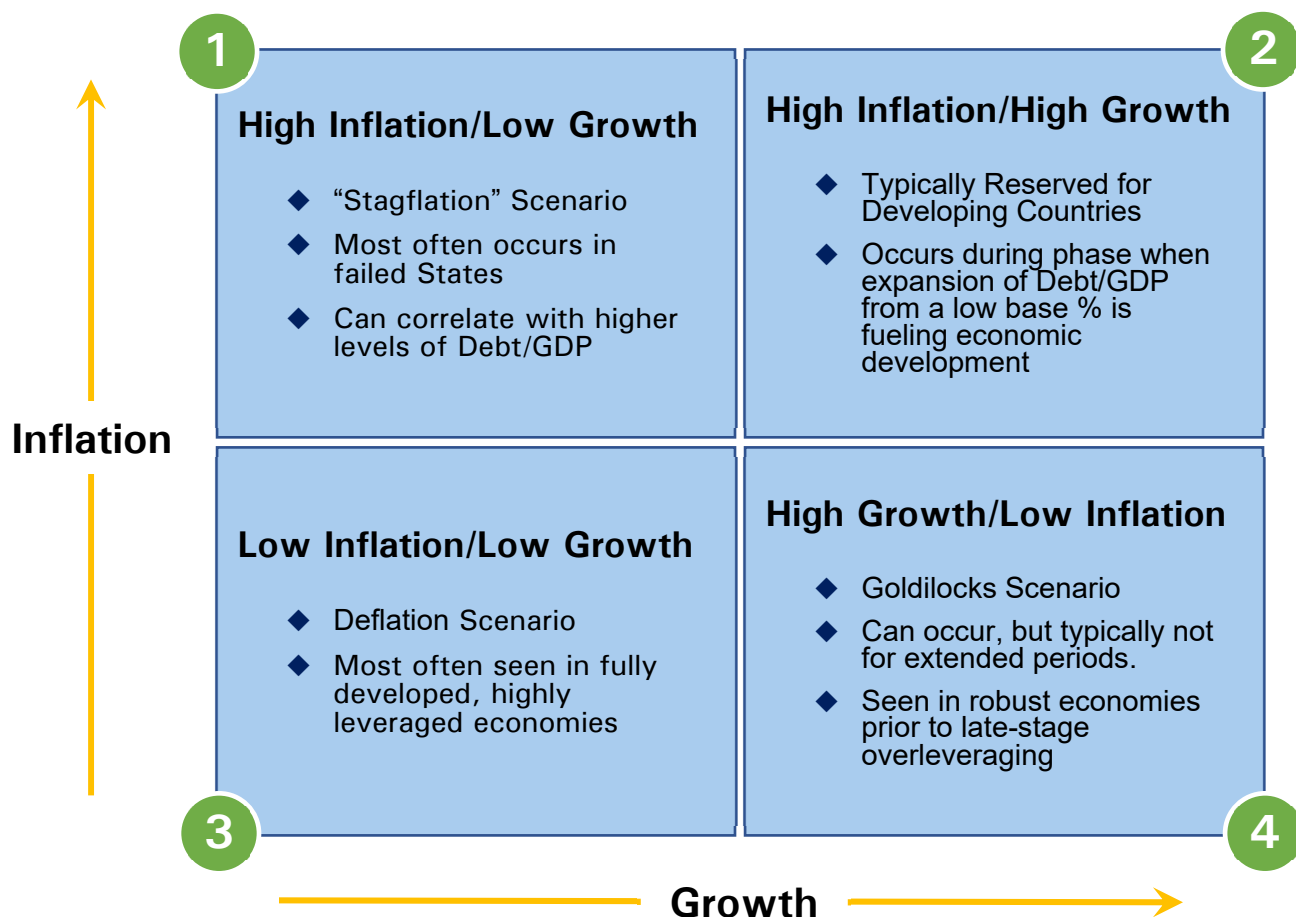 1
High Inflation/Low Growth
“Stagflation” Scenario
Most often occurs in
failed States
Can correlate with higher
levels of Debt/GDP
2
High Inflation/High Growth
Typically Reserved for
Developing Countries
Occurs during phase when
expansion of Debt/GDP
from a low base % is
fueling economic
development
Inflation
Low Inflation/Low Growth
Deflation Scenario
Most often seen in fully
developed, highly
leveraged economies
3
High Growth/Low Inflation
Goldilocks Scenario
Can occur, but typically not
for extended periods.
Seen in robust economies
prior to late-stage
overleveraging
4
Growth